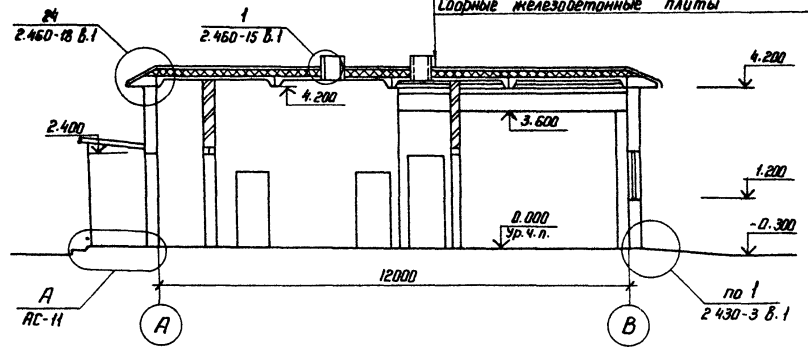 Сборные железобетонные плиты
24
2.460-18 в.1
1
2.460-15 в.1
4.200
4.200
2.400
3.600
1.200
0.000
Ур.ч.п.
-0.300
12000
А
АС-11
А
В
по 1
2 430-3 в.1